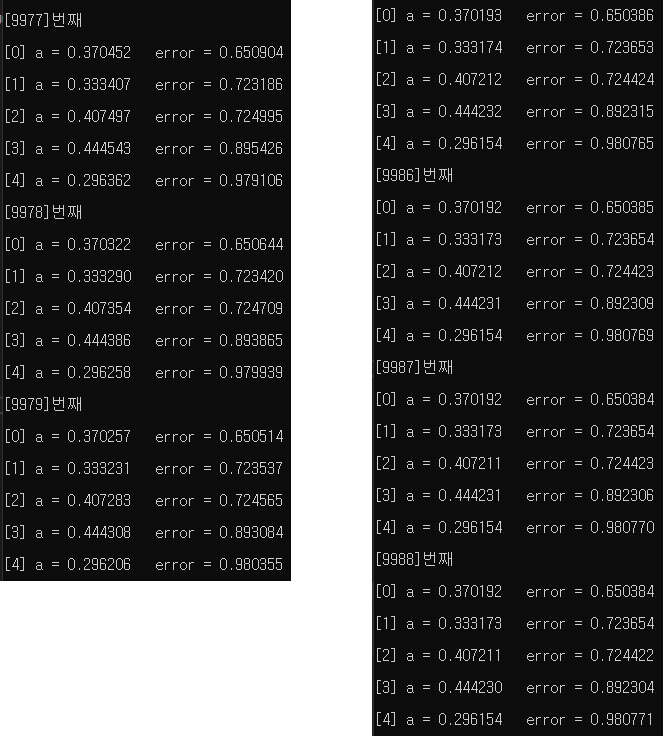 [9977]번째
[0] a = 0.370452 error = 0.650904
[1] a = 0.333407 error = 0.723186
[2] a = 0.407497 error = 0.724995
[3] a = 0.444543 error = 0.895426
[4] a = 0.296362 error = 0.979106
[9978]번째
[0] a = 0.370322 error = 0.650644
[1] a = 0.333290 error = 0.723420
[2] a = 0.407354 error = 0.724709
[3] a = 0.444386 error = 0.893865
[4] a = 0.296258 error = 0.979939
[9979]번째
[0] a = 0.370257 error = 0.650514
[1] a = 0.333231 error = 0.723537
[2] a = 0.407283 error = 0.724565
[3] a = 0.444308 error = 0.893084
[4] a = 0.296206 error = 0.980355
[0] a = 0.370193 error = 0.650386
[1] a = 0.333174 error = 0.723653
[2] a = 0.407212 error = 0.724424
[3] a = 0.444232 error = 0.892315
[4] a = 0.296154 error = 0.980765
[9986]번째
[0] a = 0.370192 error = 0.650385
[1] a = 0.333173 error = 0.723654
[2] a = 0.407212 error = 0.724423
[3] a = 0.444231 error = 0.892309
[4] a = 0.296154 error = 0.980769
[9987]번째
[0] a = 0.370192 error = 0.650384
[1] a = 0.333173 error = 0.723654
[2] a = 0.407211 error = 0.724423
[3] a = 0.444231 error = 0.892306
[4] a = 0.296154 error = 0.980770
[9988]번째
[0] a = 0.370192 error = 0.650384
[1] a = 0.333173 error = 0.723654
[2] a = 0.407211 error = 0.724422
[3] a = 0.444230 error = 0.892304
[4] a = 0.296154 error = 0.980771